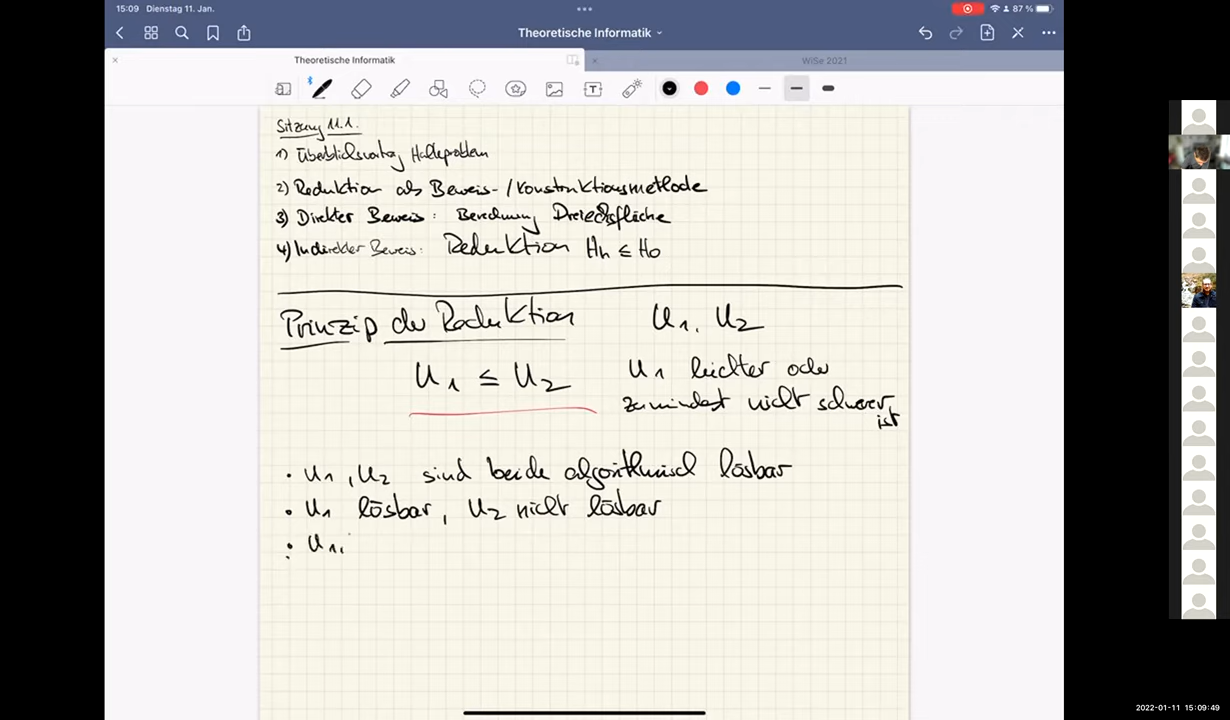 15:09 Dienstag 11. Jan.
87 %
Theoretische Informatik
Theoretische Informatik
WiSe 2021
Sitzung 11.1.
1) Überblicksvortrag Halteproblem
2) Reduktion als Beweis-/Konstruktionsmethode
3) Direkter Beweis: Berechnung Dreiecksfläche
4) Indirekter Beweis: Reduktion Hh ≤ H0
Prinzip der Reduktion U1, U2
U1 ≤ U2
U1 leichter oder
zumindest nicht schwerer
ist
• U1, U2 sind beide algorithmisch lösbar
• U1 lösbar, U2 nicht lösbar
• U1,
2022-01-11 15:09:49